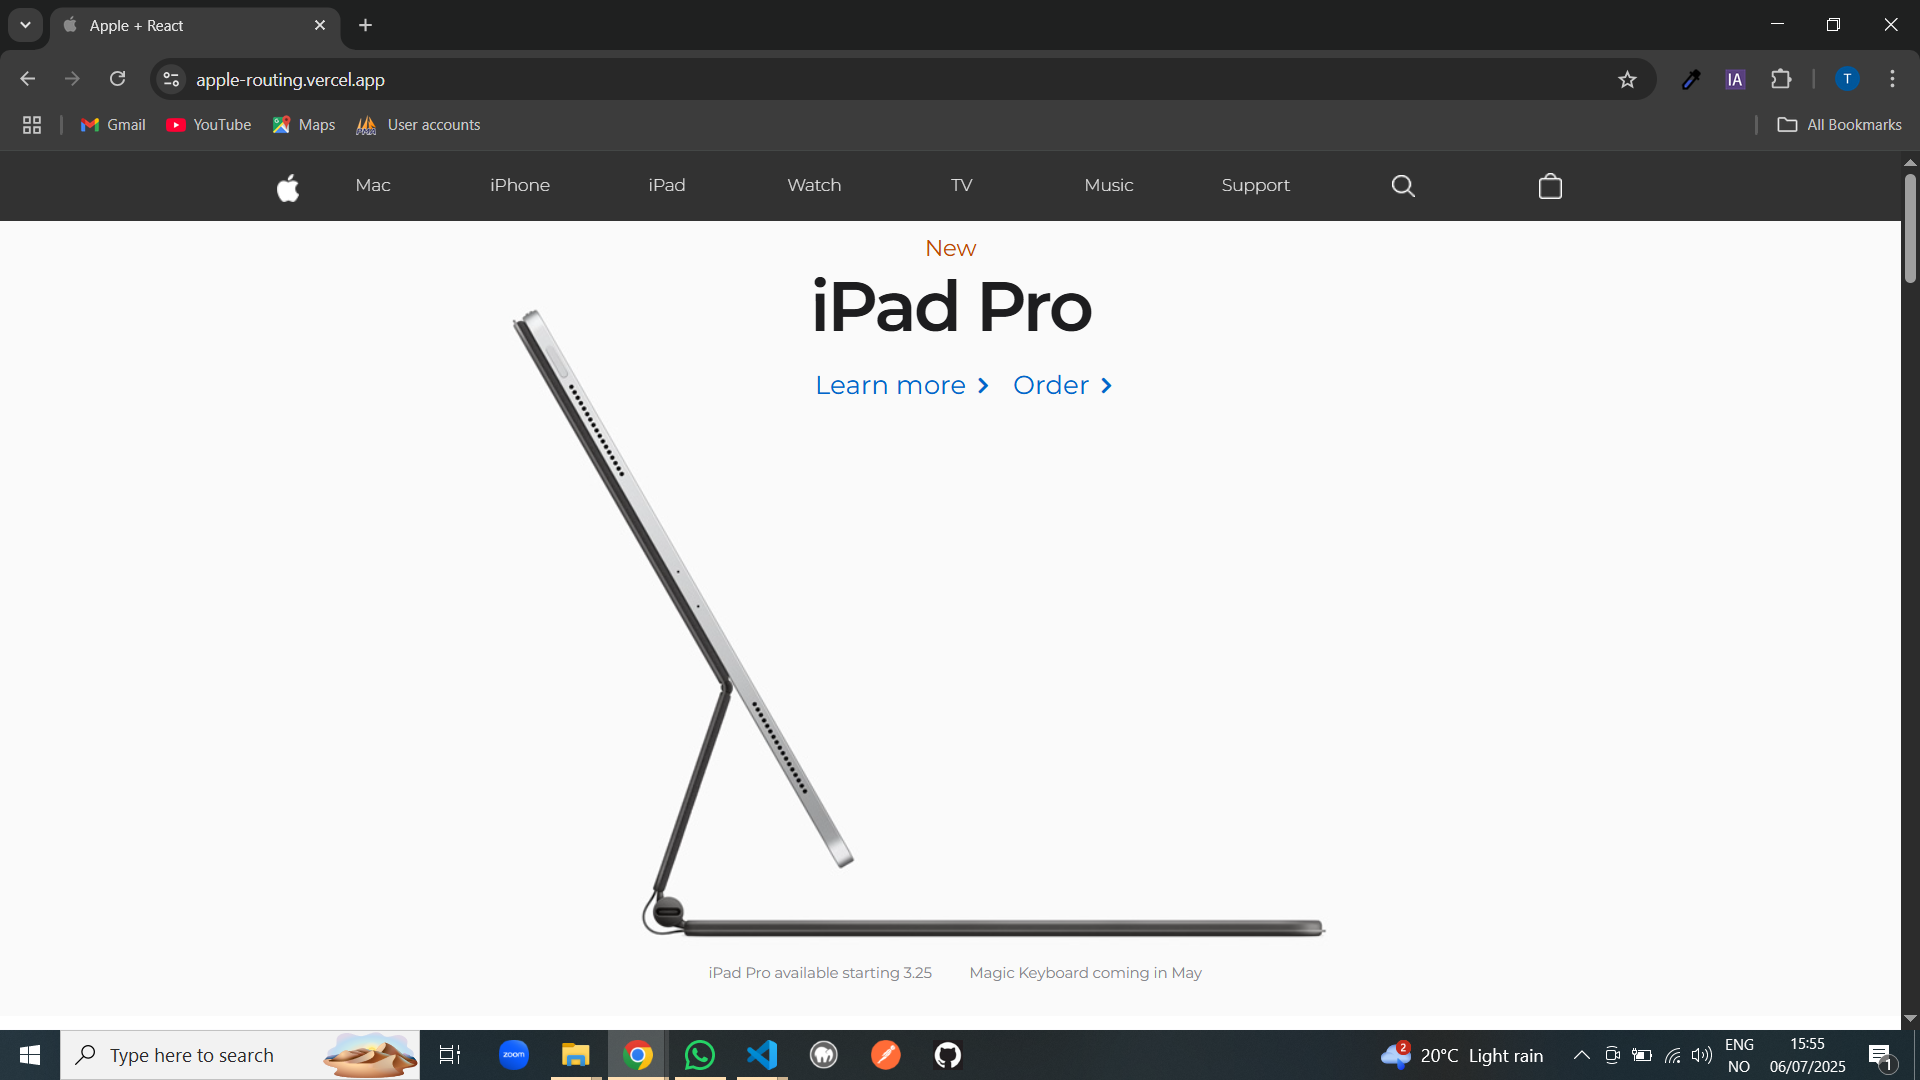 Apple + React
apple-routing.vercel.app
IA
T
Gmail
YouTube
Maps
PMA
User accounts
All Bookmarks
Mac
iPhone
iPad
Watch
TV
Music
Support
New
iPad Pro
Learn more
Order
iPad Pro available starting 3.25
Magic Keyboard coming in May
Type here to search
zoom
2
20°C Light rain
ENG
NO
15:55
06/07/2025
1